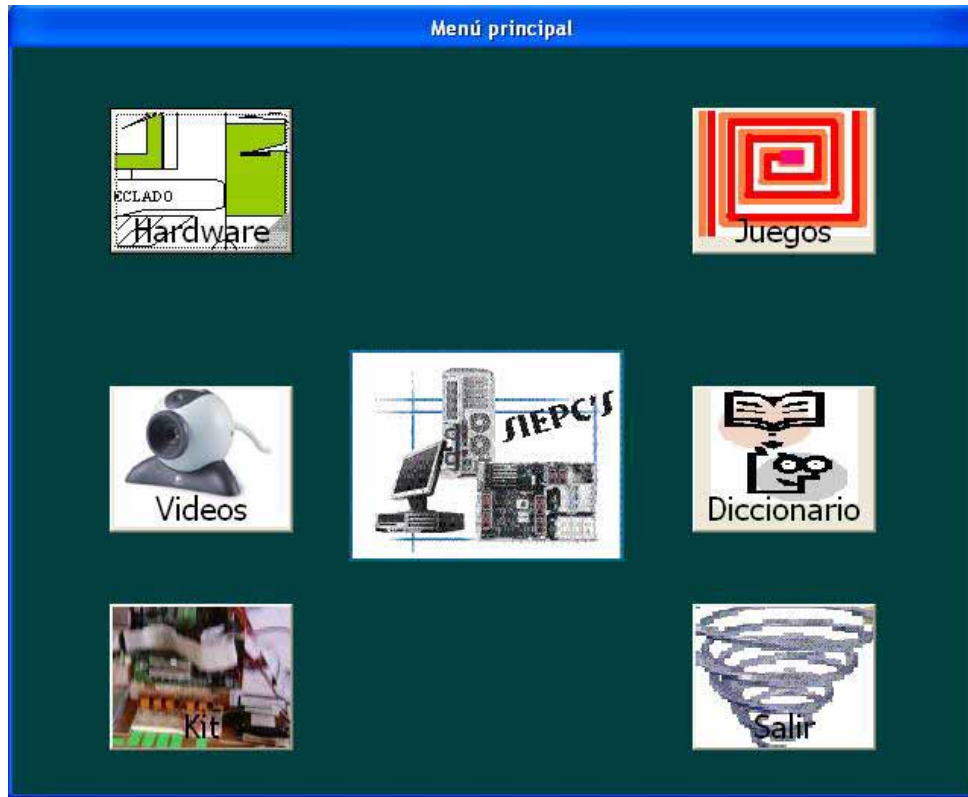 Menú principal
ECLADO
Hardware
Juegos
SIEPC'S
Videos
Diccionario
Kit
Salir